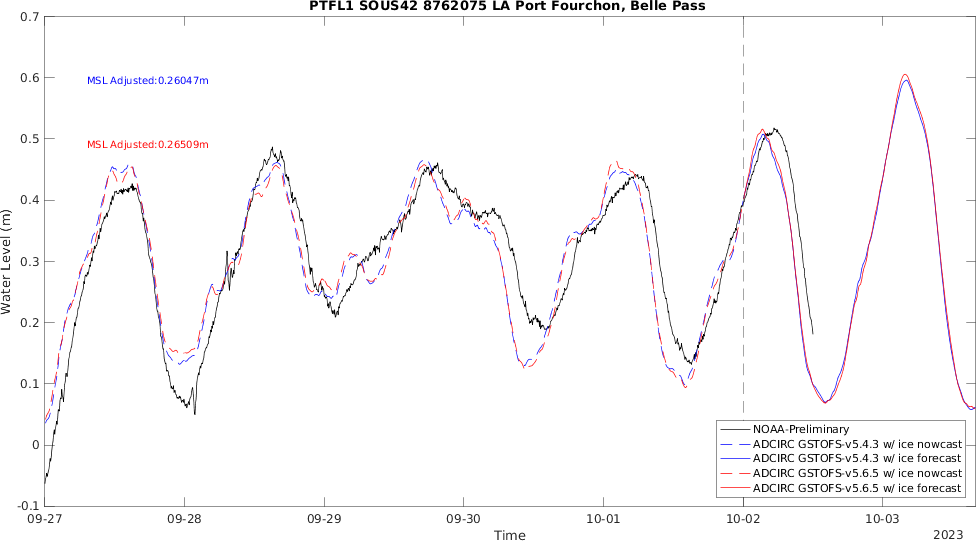 PTFL1 SOUS42 8762075 LA Port Fourchon, Belle Pass
0.7
0.6
0.5
0.4
0.3
0.2
0.1
0
-0.1
Water Level (m)
MSL Adjusted:0.26047m
MSL Adjusted:0.26509m
NOAA-Preliminary
ADCIRC GSTOFS-v5.4.3 w/ ice nowcast
ADCIRC GSTOFS-v5.4.3 w/ ice forecast
ADCIRC GSTOFS-v5.6.5 w/ ice nowcast
ADCIRC GSTOFS-v5.6.5 w/ ice forecast
09-27 09-28 09-29 09-30 10-01 10-02 10-03
Time
2023